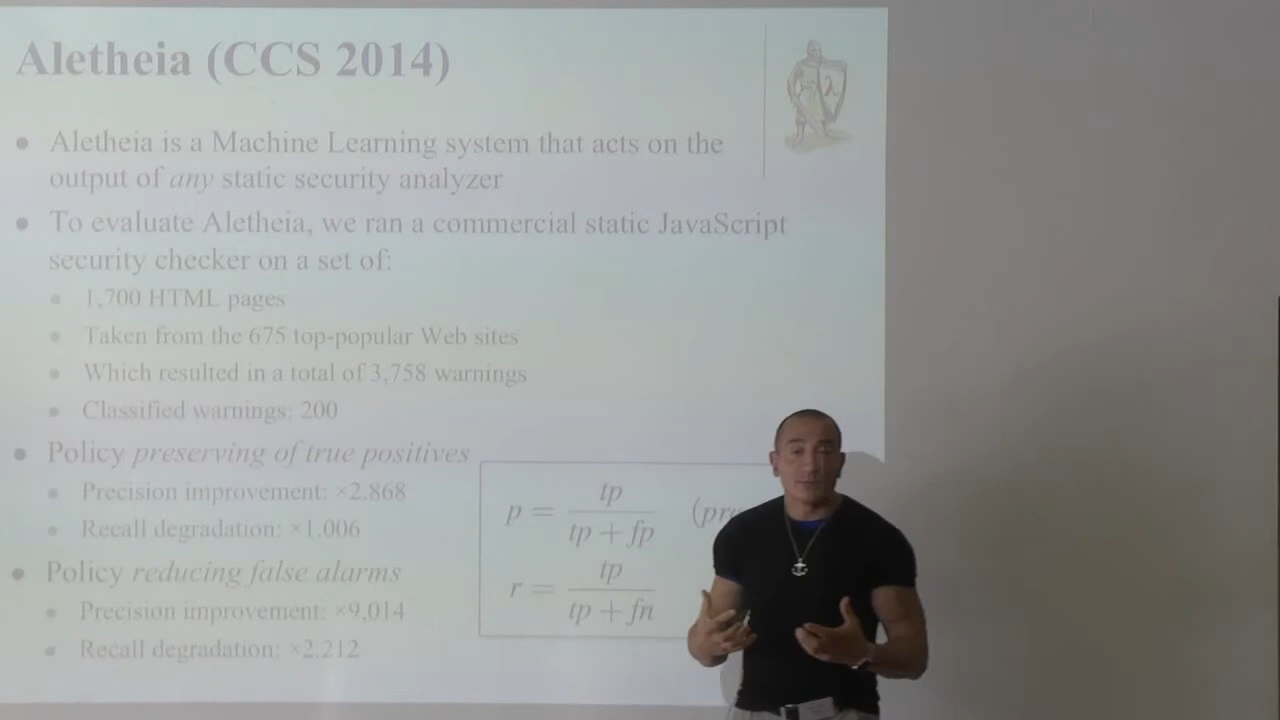 Aletheia (CCS 2014)
λ
• Aletheia is a Machine Learning system that acts on the
output of any static security analyzer
• To evaluate Aletheia, we ran a commercial static JavaScript
security checker on a set of:
• 1,700 HTML pages
• Taken from the 675 top-popular Web sites
• Which resulted in a total of 3,758 warnings
• Classified warnings: 200
• Policy preserving of true positives
• Precision improvement: ×2.868
• Recall degradation: ×1.006
• Policy reducing false alarms
• Precision improvement: ×9,014
• Recall degradation: ×2.212
p = tp / (tp + fp)
r = tp / (tp + fn)